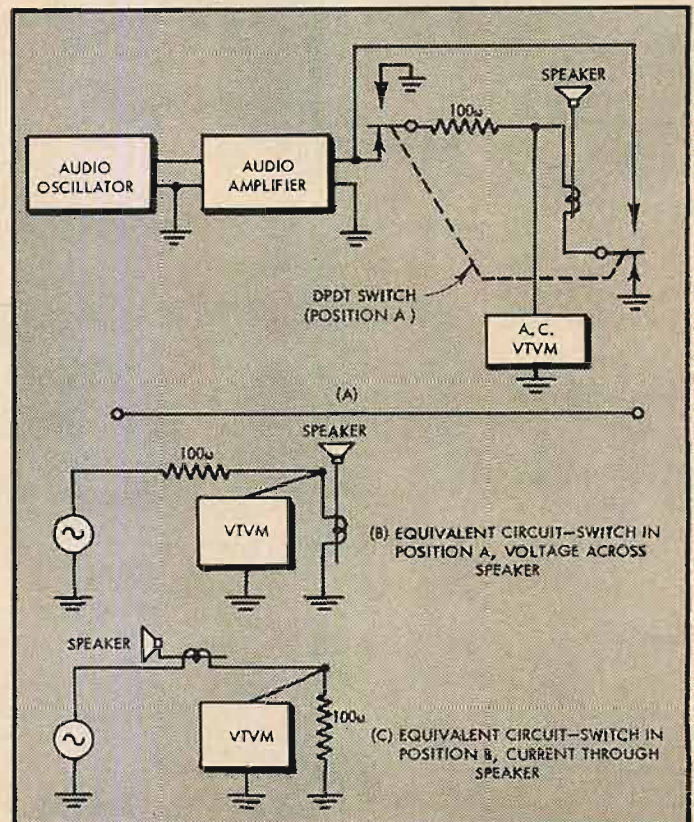 SPEAKER
100ω
AUDIO
OSCILLATOR
AUDIO
AMPLIFIER
DPDT SWITCH
(POSITION A)
A.C.
VTVM
(A)
SPEAKER
100ω
VTVM
(B) EQUIVALENT CIRCUIT—SWITCH IN
POSITION A, VOLTAGE ACROSS
SPEAKER
SPEAKER
100ω
VTVM
(C) EQUIVALENT CIRCUIT—SWITCH IN
POSITION B, CURRENT THROUGH
SPEAKER